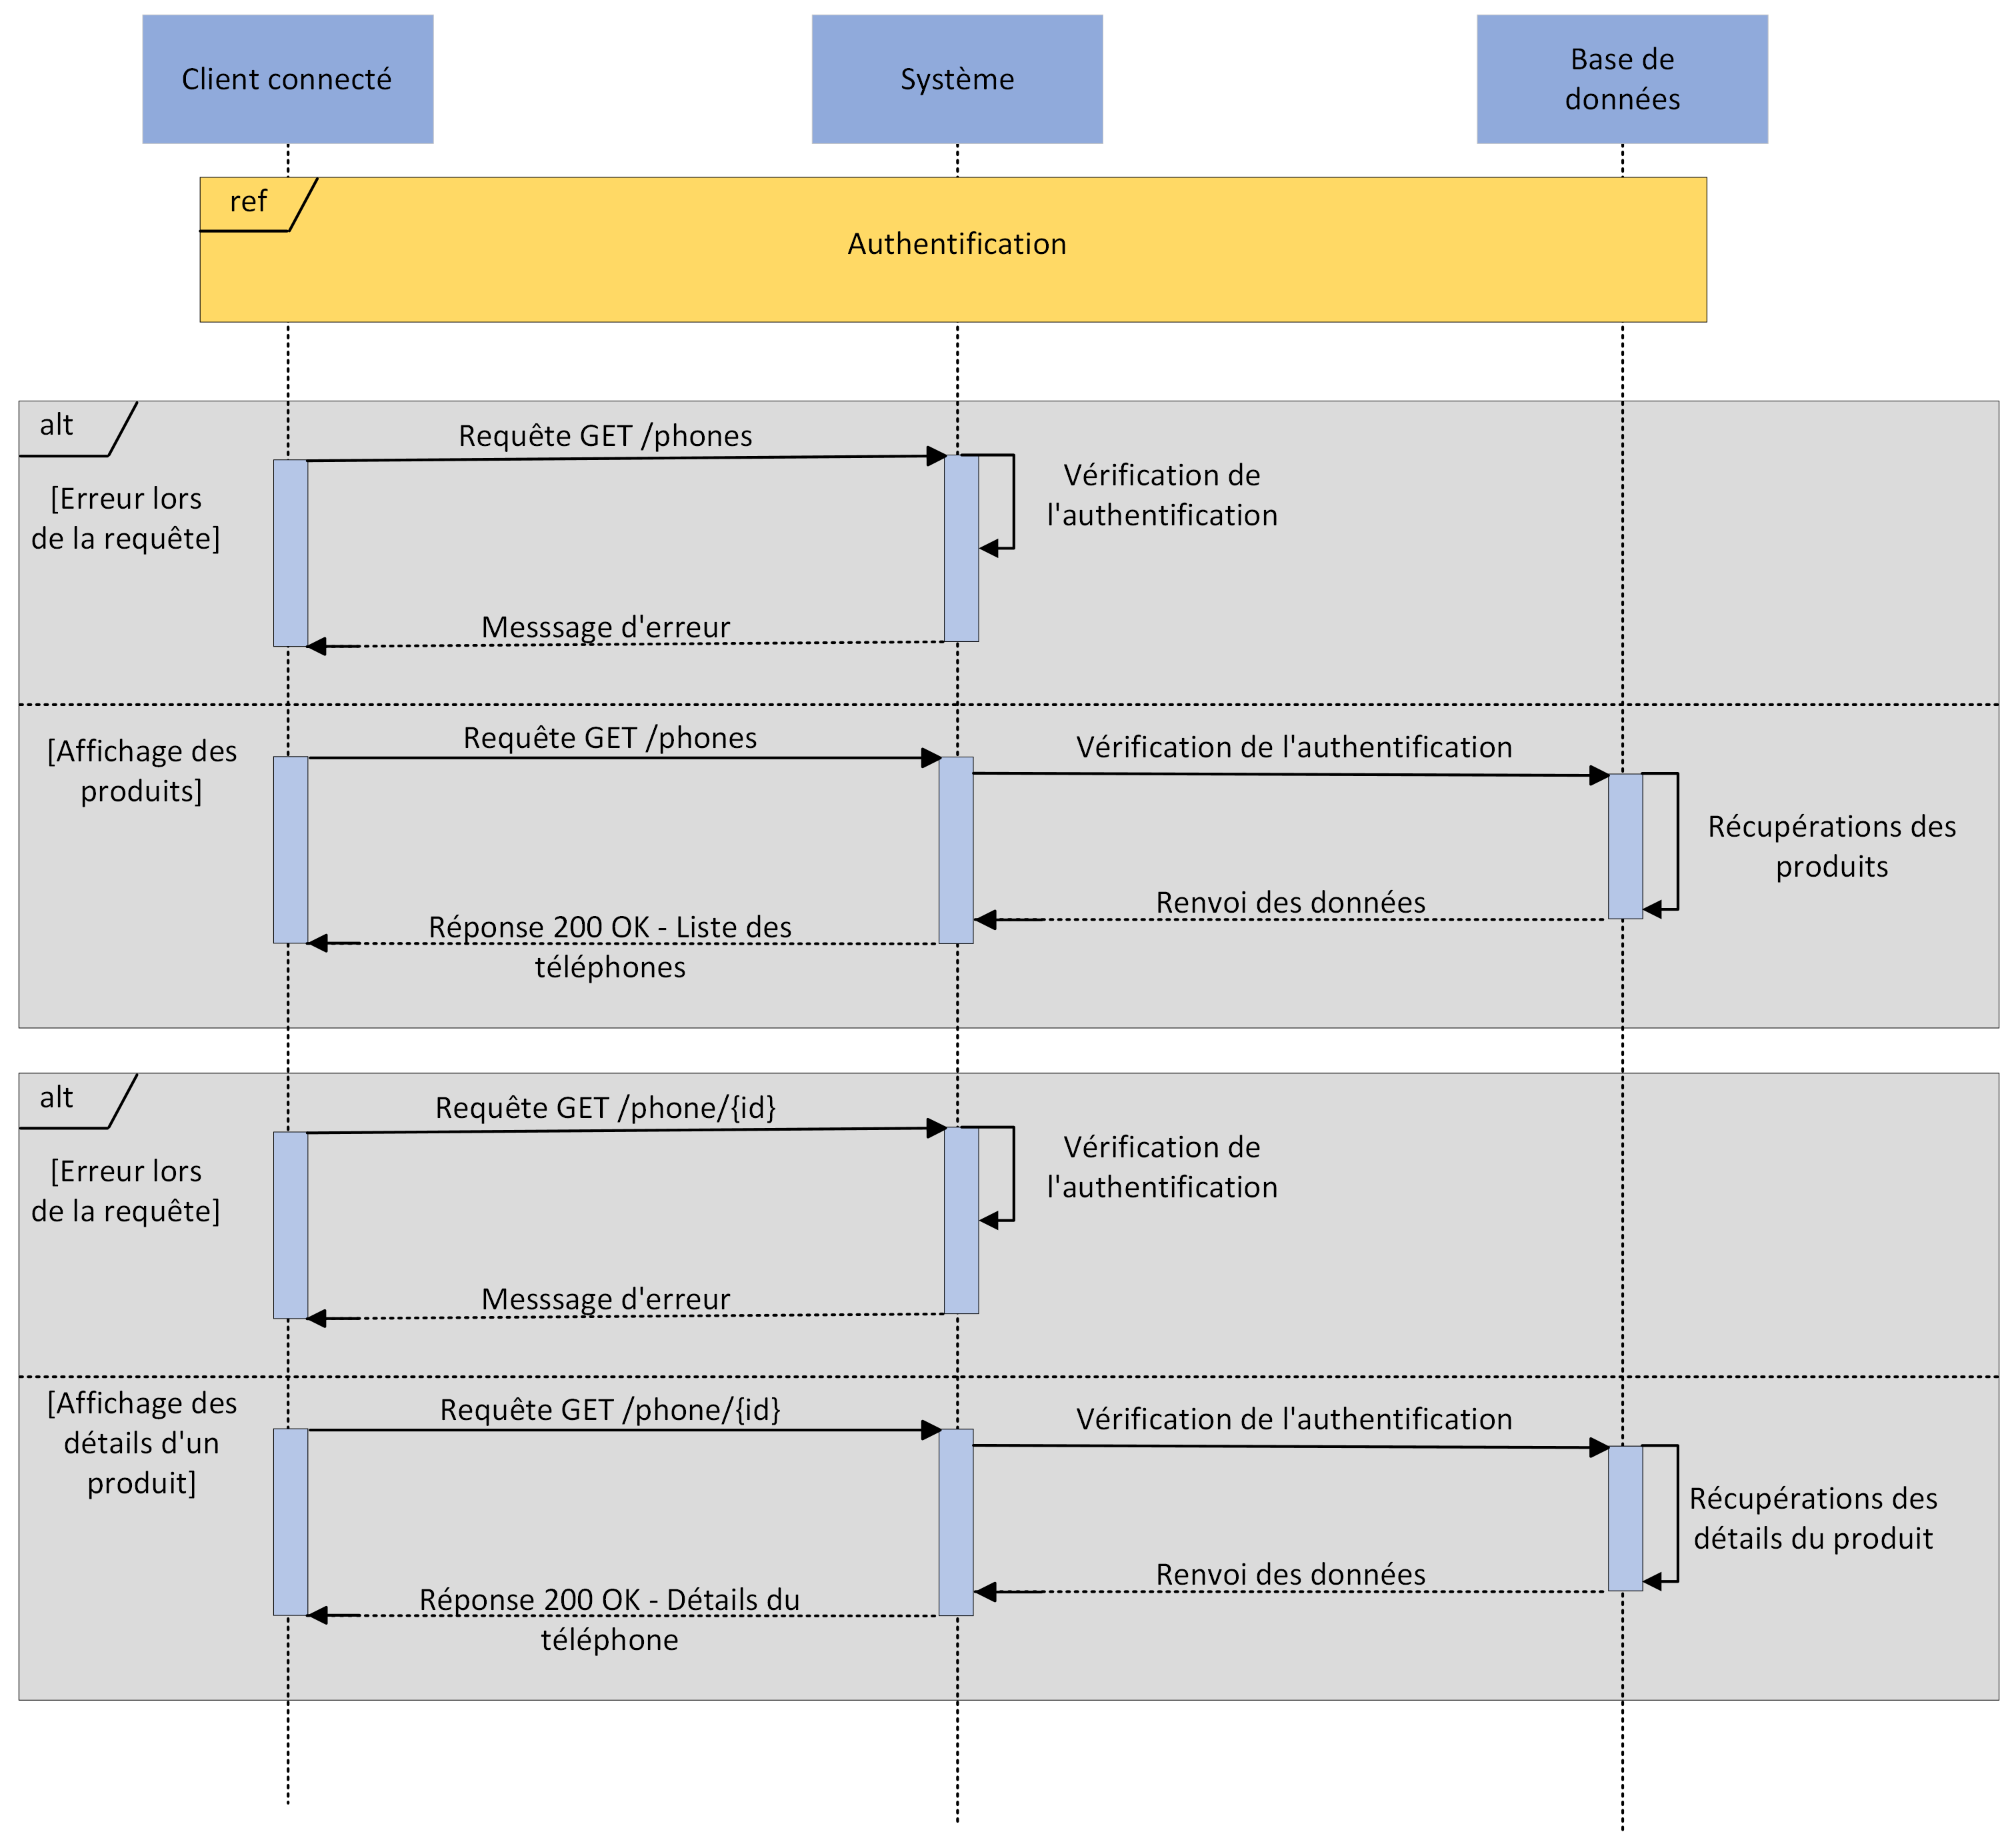 Client connecté
Système
Base de
données
ref
Authentification
alt
Requête GET /phones
Vérification de
l'authentification
[Erreur lors
de la requête]
Messsage d'erreur
[Affichage des
produits]
Requête GET /phones
Vérification de l'authentification
Récupérations des
produits
Renvoi des données
Réponse 200 OK - Liste des
téléphones
alt
Requête GET /phone/{id}
Vérification de
l'authentification
[Erreur lors
de la requête]
Messsage d'erreur
[Affichage des
détails d'un
produit]
Requête GET /phone/{id}
Vérification de l'authentification
Récupérations des
détails du produit
Renvoi des données
Réponse 200 OK - Détails du
téléphone